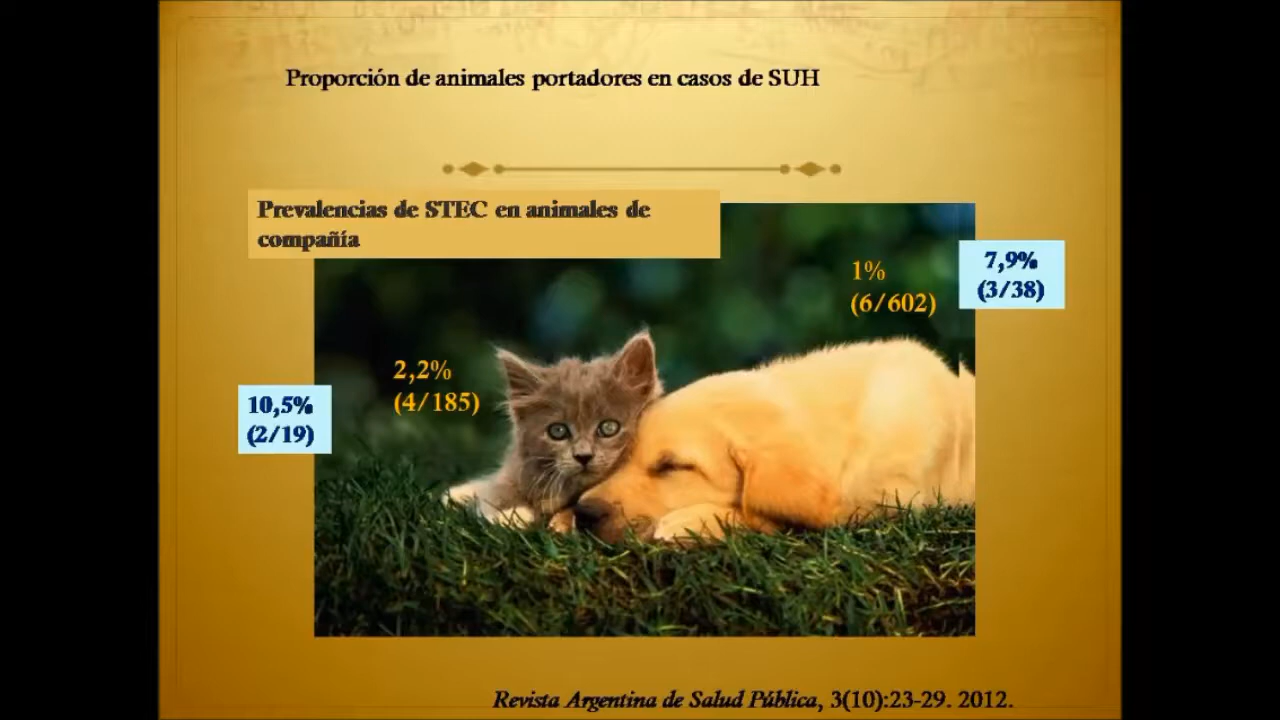 Proporción de animales portadores en casos de SUH
Prevalencias de STEC en animales de
compañía
1%
(6/602)
7,9%
(3/38)
2,2%
(4/185)
10,5%
(2/19)
Revista Argentina de Salud Pública, 3(10):23-29. 2012.